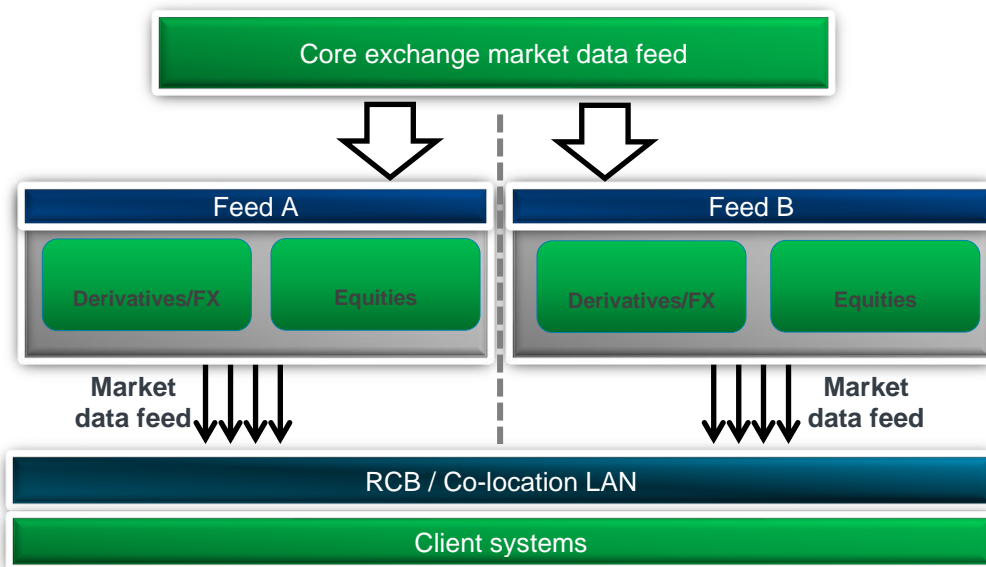 Core exchange market data feed
Feed A
Feed B
Derivatives/FX
Equities
Derivatives/FX
Equities
Market
data feed
Market
data feed
RCB / Co-location LAN
Client systems